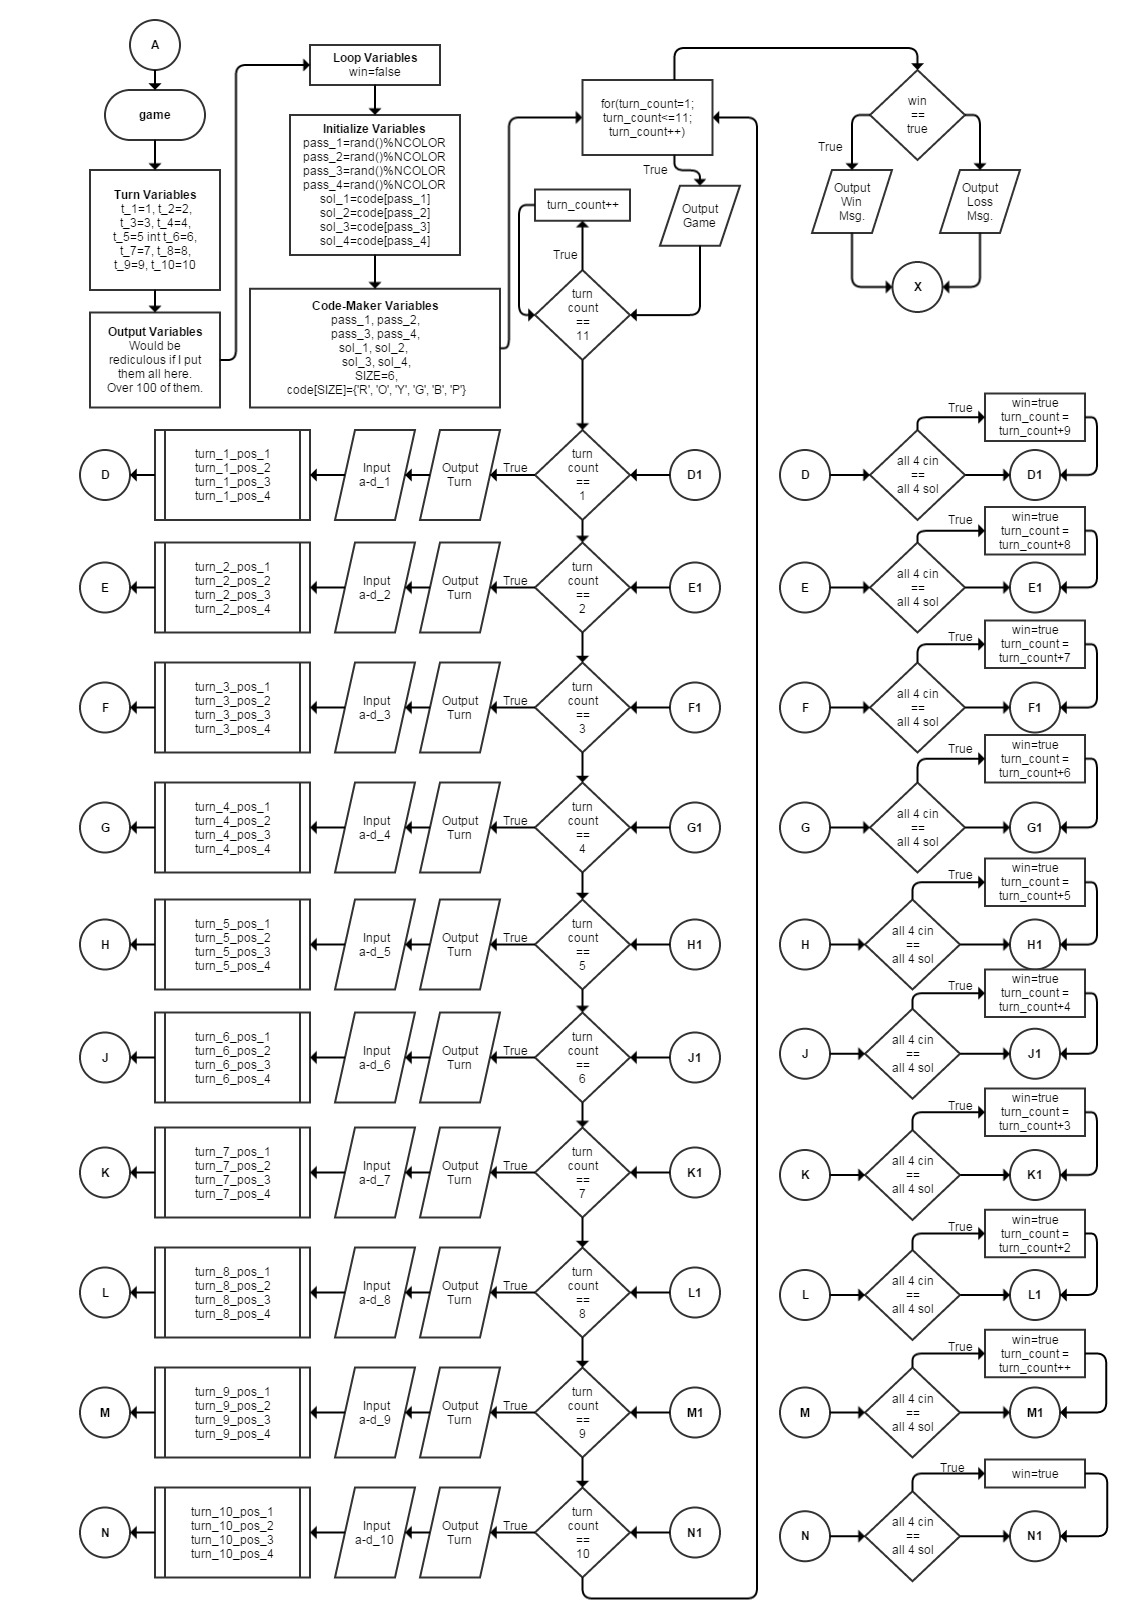 A
game
Turn Variables
t_1=1, t_2=2,
t_3=3, t_4=4,
t_5=5 int t_6=6,
t_7=7, t_8=8,
t_9=9, t_10=10
Output Variables
Would be
rediculous if I put
them all here.
Over 100 of them.
Loop Variables
win=false
Initialize Variables
pass_1=rand()%NCOLOR
pass_2=rand()%NCOLOR
pass_3=rand()%NCOLOR
pass_4=rand()%NCOLOR
sol_1=code[pass_1]
sol_2=code[pass_2]
sol_3=code[pass_3]
sol_4=code[pass_4]
Code-Maker Variables
pass_1, pass_2,
pass_3, pass_4,
sol_1, sol_2,
sol_3, sol_4,
SIZE=6,
code[SIZE]={'R', 'O', 'Y', 'G', 'B', 'P'}
for(turn_count=1;
turn_count<=11;
turn_count++)
True
Output
Game
turn_count++
True
turn
count
==
11
win
==
true
True
Output
Win
Msg.
Output
Loss
Msg.
X
D
turn_1_pos_1
turn_1_pos_2
turn_1_pos_3
turn_1_pos_4
Input
a-d_1
Output
Turn
True
turn
count
==
1
D1
E
turn_2_pos_1
turn_2_pos_2
turn_2_pos_3
turn_2_pos_4
Input
a-d_2
Output
Turn
True
turn
count
==
2
E1
F
turn_3_pos_1
turn_3_pos_2
turn_3_pos_3
turn_3_pos_4
Input
a-d_3
Output
Turn
True
turn
count
==
3
F1
G
turn_4_pos_1
turn_4_pos_2
turn_4_pos_3
turn_4_pos_4
Input
a-d_4
Output
Turn
True
turn
count
==
4
G1
H
turn_5_pos_1
turn_5_pos_2
turn_5_pos_3
turn_5_pos_4
Input
a-d_5
Output
Turn
True
turn
count
==
5
H1
J
turn_6_pos_1
turn_6_pos_2
turn_6_pos_3
turn_6_pos_4
Input
a-d_6
Output
Turn
True
turn
count
==
6
J1
K
turn_7_pos_1
turn_7_pos_2
turn_7_pos_3
turn_7_pos_4
Input
a-d_7
Output
Turn
True
turn
count
==
7
K1
L
turn_8_pos_1
turn_8_pos_2
turn_8_pos_3
turn_8_pos_4
Input
a-d_8
Output
Turn
True
turn
count
==
8
L1
M
turn_9_pos_1
turn_9_pos_2
turn_9_pos_3
turn_9_pos_4
Input
a-d_9
Output
Turn
True
turn
count
==
9
M1
N
turn_10_pos_1
turn_10_pos_2
turn_10_pos_3
turn_10_pos_4
Input
a-d_10
Output
Turn
True
turn
count
==
10
N1
D
all 4 cin
==
all 4 sol
True
win=true
turn_count =
turn_count+9
D1
E
all 4 cin
==
all 4 sol
True
win=true
turn_count =
turn_count+8
E1
F
all 4 cin
==
all 4 sol
True
win=true
turn_count =
turn_count+7
F1
G
all 4 cin
==
all 4 sol
True
win=true
turn_count =
turn_count+6
G1
H
all 4 cin
==
all 4 sol
True
win=true
turn_count =
turn_count+5
H1
J
all 4 cin
==
all 4 sol
True
win=true
turn_count =
turn_count+4
J1
K
all 4 cin
==
all 4 sol
True
win=true
turn_count =
turn_count+3
K1
L
all 4 cin
==
all 4 sol
True
win=true
turn_count =
turn_count+2
L1
M
all 4 cin
==
all 4 sol
True
win=true
turn_count =
turn_count++
M1
N
all 4 cin
==
all 4 sol
True
win=true
N1